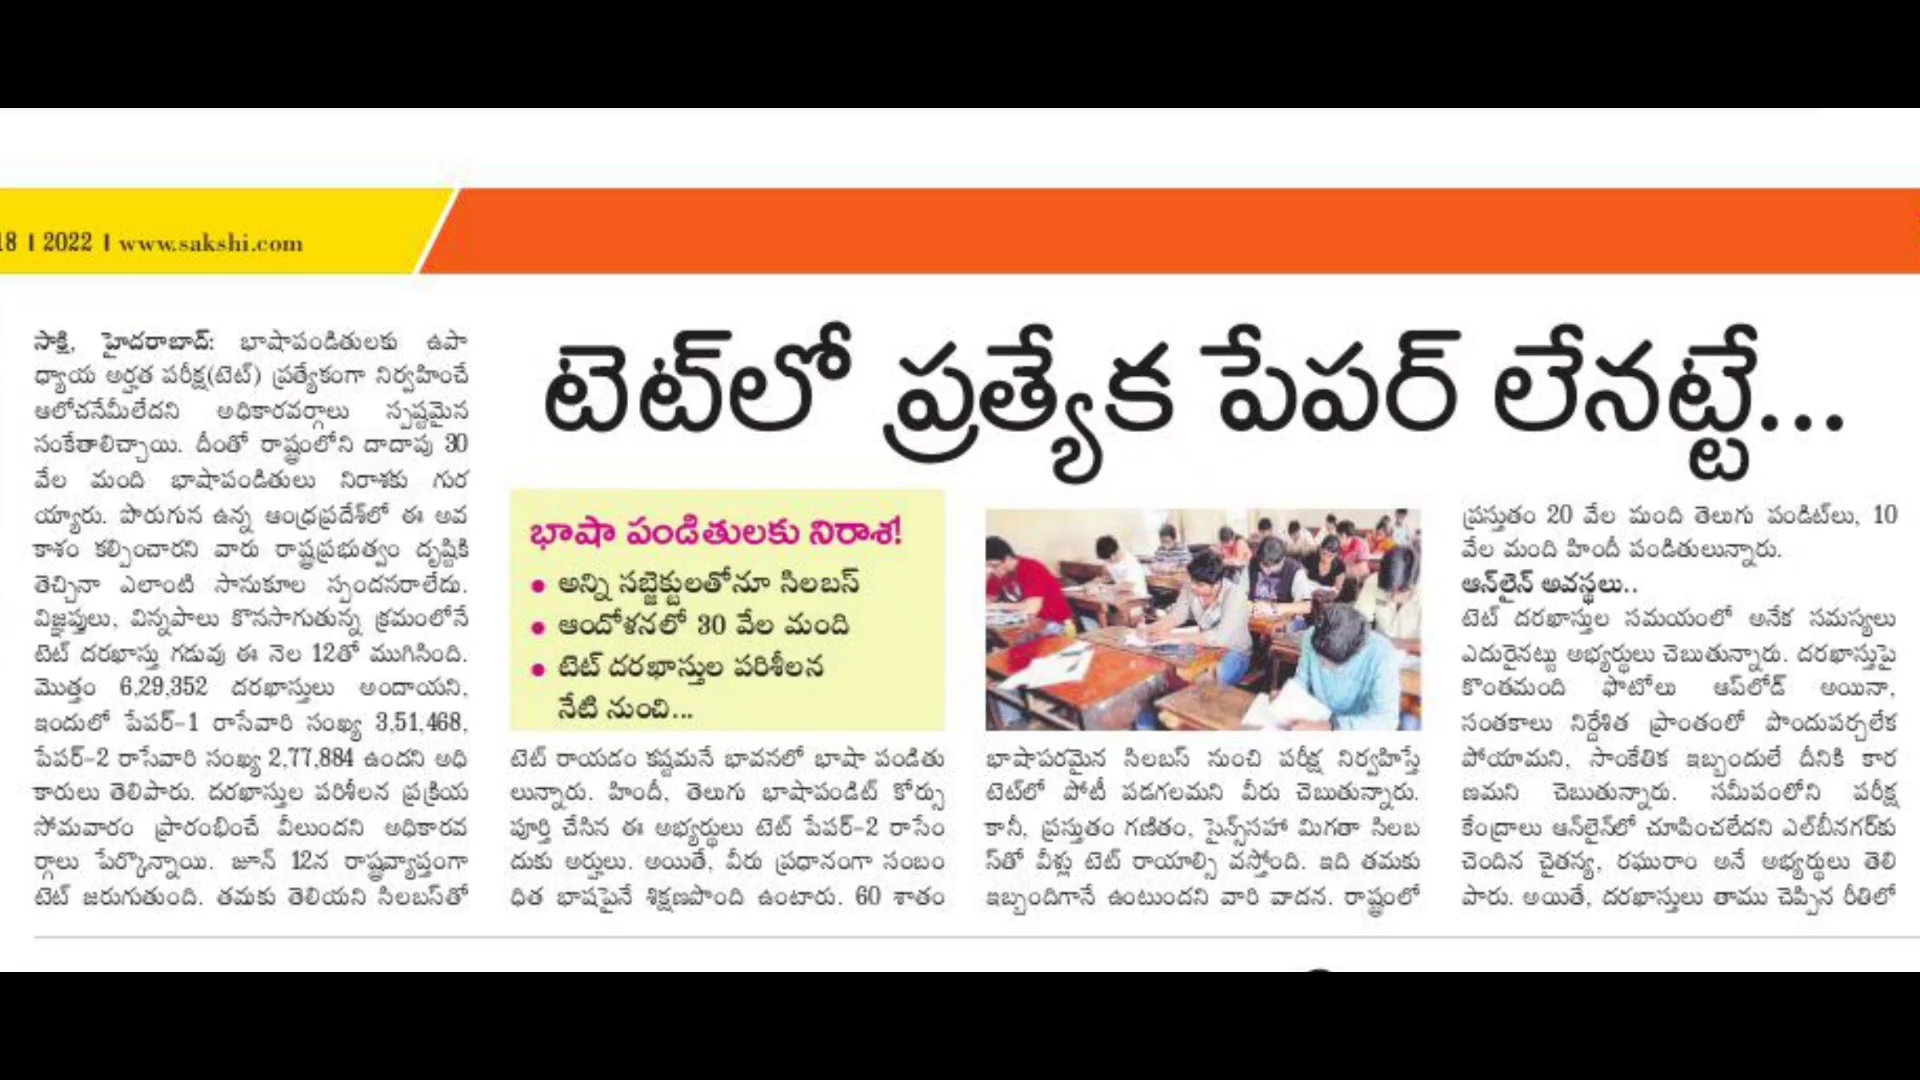 18 | 2022 | www.sakshi.com
టెట్‌లో ప్రత్యేక పేపర్ లేనట్టే...
సాక్షి, హైదరాబాద్: భాషాపండితులకు ఉపా
ధ్యాయ అర్హత పరీక్ష(టెట్) ప్రత్యేకంగా నిర్వహించే
ఆలోచనేమీలేదని అధికారవర్గాలు స్పష్టమైన
సంకేతాలిచ్చాయి. దీంతో రాష్ట్రంలోని దాదాపు 30
వేల మంది భాషాపండితులు నిరాశకు గుర
య్యారు. పొరుగున ఉన్న ఆంధ్రప్రదేశ్‌లో ఈ అవ
కాశం కల్పించారని వారు రాష్ట్రప్రభుత్వం దృష్టికి
తెచ్చినా ఎలాంటి సానుకూల స్పందనరాలేదు.
విజ్ఞప్తులు, విన్నపాలు కొనసాగుతున్న క్రమంలోనే
టెట్ దరఖాస్తు గడువు ఈ నెల 12తో ముగిసింది.
మొత్తం 6,29,352 దరఖాస్తులు అందాయని,
ఇందులో పేపర్-1 రాసేవారి సంఖ్య 3,51,468,
పేపర్-2 రాసేవారి సంఖ్య 2,77,884 ఉందని అధి
కారులు తెలిపారు. దరఖాస్తుల పరిశీలన ప్రక్రియ
సోమవారం ప్రారంభించే వీలుందని అధికారవ
ర్గాలు పేర్కొన్నాయి. జూన్ 12న రాష్ట్రవ్యాప్తంగా
టెట్ జరుగుతుంది. తమకు తెలియని సిలబస్‌తో
భాషా పండితులకు నిరాశ!
• అన్ని సబ్జెక్టులతోనూ సిలబస్
• ఆందోళనలో 30 వేల మంది
• టెట్ దరఖాస్తుల పరిశీలన
నేటి నుంచి...
టెట్ రాయడం కష్టమనే భావనలో భాషా పండితు
లున్నారు. హిందీ, తెలుగు భాషాపండిట్ కోర్సు
పూర్తి చేసిన ఈ అభ్యర్థులు టెట్ పేపర్-2 రాసేం
దుకు అర్హులు. అయితే, వీరు ప్రధానంగా సంబం
ధిత భాషపైనే శిక్షణపొంది ఉంటారు. 60 శాతం
భాషాపరమైన సిలబస్ నుంచి పరీక్ష నిర్వహిస్తే
టెట్‌లో పోటీ పడగలమని వీరు చెబుతున్నారు.
కానీ, ప్రస్తుతం గణితం, సైన్స్‌సహా మిగతా సిలబ
స్‌తో వీళ్లు టెట్ రాయాల్సి వస్తోంది. ఇది తమకు
ఇబ్బందిగానే ఉంటుందని వారి వాదన. రాష్ట్రంలో
ప్రస్తుతం 20 వేల మంది తెలుగు పండిట్‌లు, 10
వేల మంది హిందీ పండితులున్నారు.
ఆన్‌లైన్ అవస్థలు..
టెట్ దరఖాస్తుల సమయంలో అనేక సమస్యలు
ఎదురైనట్టు అభ్యర్థులు చెబుతున్నారు. దరఖాస్తుపై
కొంతమంది ఫొటోలు ఆప్‌లోడ్ అయినా,
సంతకాలు నిర్దేశిత ప్రాంతంలో పొందుపర్చలేక
పోయామని, సాంకేతిక ఇబ్బందులే దీనికి కార
ణమని చెబుతున్నారు. సమీపంలోని పరీక్ష
కేంద్రాలు ఆన్‌లైన్‌లో చూపించలేదని ఎల్‌బీనగర్‌కు
చెందిన చైతన్య, రఘురాం అనే అభ్యర్థులు తెలి
పారు. అయితే, దరఖాస్తులు తాము చెప్పిన రీతిలో